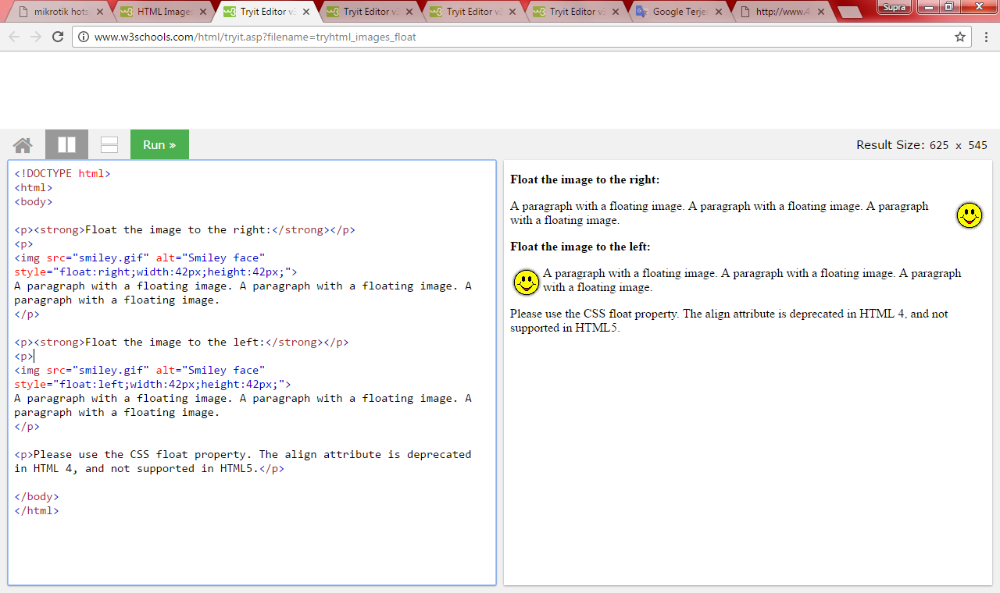 mikrotik hots
HTML Images
Tryit Editor v3
Tryit Editor v3
Tryit Editor v3
Tryit Editor v3
Google Terje
http://www.4
Supra
www.w3schools.com/html/tryit.asp?filename=tryhtml_images_float
Run »
Result Size: 625 x 545
<!DOCTYPE html>
<html>
<body>
<p><strong>Float the image to the right:</strong></p>
<p>
<img src="smiley.gif" alt="Smiley face"
style="float:right;width:42px;height:42px;">
A paragraph with a floating image. A paragraph with a floating image. A
paragraph with a floating image.
</p>
<p><strong>Float the image to the left:</strong></p>
<p>
<img src="smiley.gif" alt="Smiley face"
style="float:left;width:42px;height:42px;">
A paragraph with a floating image. A paragraph with a floating image. A
paragraph with a floating image.
</p>
<p>Please use the CSS float property. The align attribute is deprecated
in HTML 4, and not supported in HTML5.</p>
</body>
</html>
Float the image to the right:
A paragraph with a floating image. A paragraph with a floating image. A paragraph
with a floating image.
Float the image to the left:
A paragraph with a floating image. A paragraph with a floating image. A paragraph
with a floating image.
Please use the CSS float property. The align attribute is deprecated in HTML 4, and not
supported in HTML5.